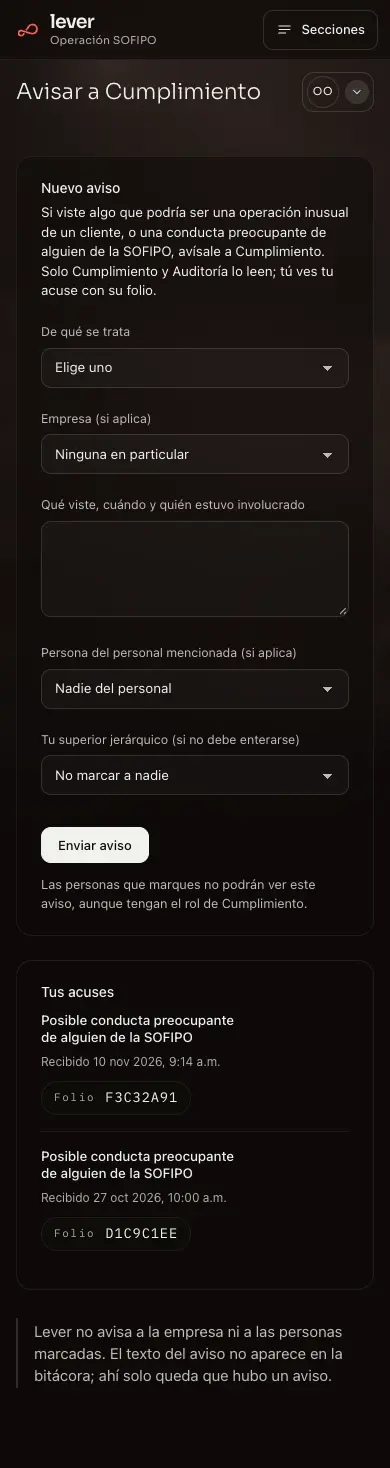 lever
Operación SOFIPO
Secciones
Avisar a Cumplimiento
OO
Nuevo aviso
Si viste algo que podría ser una operación inusual
de un cliente, o una conducta preocupante de
alguien de la SOFIPO, avísale a Cumplimiento.
Solo Cumplimiento y Auditoría lo leen; tú ves tu
acuse con su folio.
De qué se trata
Elige uno
Empresa (si aplica)
Ninguna en particular
Qué viste, cuándo y quién estuvo involucrado
Persona del personal mencionada (si aplica)
Nadie del personal
Tu superior jerárquico (si no debe enterarse)
No marcar a nadie
Enviar aviso
Las personas que marques no podrán ver este
aviso, aunque tengan el rol de Cumplimiento.
Tus acuses
Posible conducta preocupante
de alguien de la SOFIPO
Recibido 10 nov 2026, 9:14 a.m.
Folio F3C32A91
Posible conducta preocupante
de alguien de la SOFIPO
Recibido 27 oct 2026, 10:00 a.m.
Folio D1C9C1EE
Lever no avisa a la empresa ni a las personas
marcadas. El texto del aviso no aparece en la
bitácora; ahí solo queda que hubo un aviso.